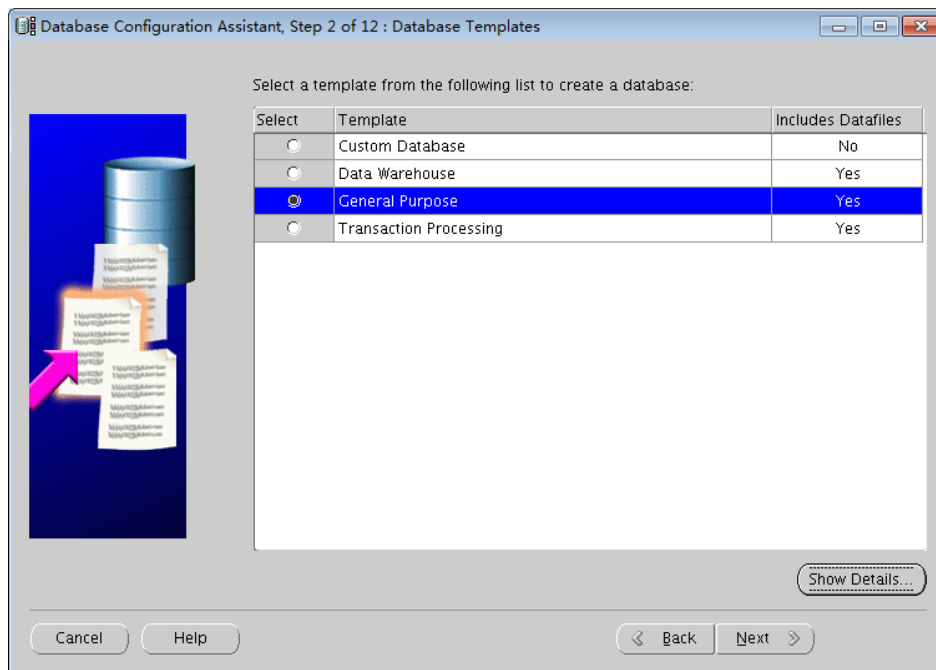 Database Configuration Assistant, Step 2 of 12 : Database Templates
Select a template from the following list to create a database:
Select Template Includes Datafiles
Custom Database No
Data Warehouse Yes
General Purpose Yes
Transaction Processing Yes
Show Details...
Cancel Help Back Next